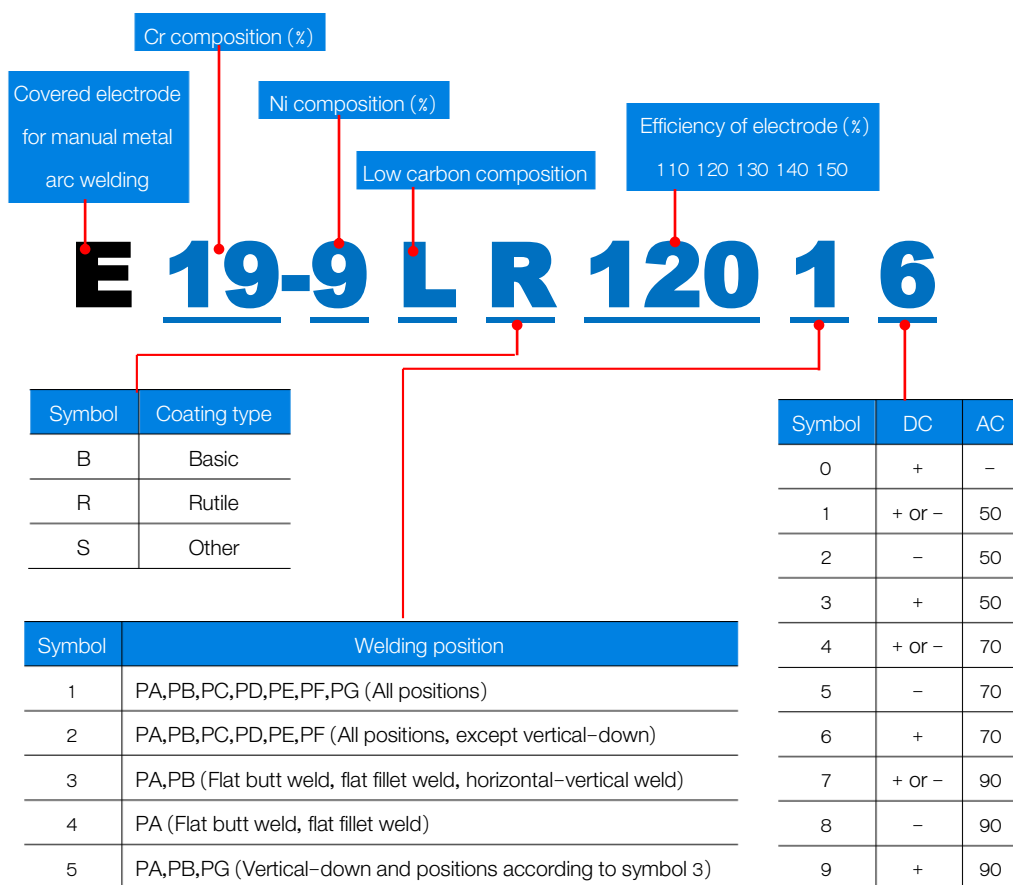 Cr composition (%)
Covered electrode
for manual metal
arc welding
Ni composition (%)
Low carbon composition
Efficiency of electrode (%)
110 120 130 140 150
E 19-9 L R 120 1 6
Symbol Coating type
B Basic
R Rutile
S Other
Symbol Welding position
1 PA,PB,PC,PD,PE,PF,PG (All positions)
2 PA,PB,PC,PD,PE,PF (All positions, except vertical-down)
3 PA,PB (Flat butt weld, flat fillet weld, horizontal-vertical weld)
4 PA (Flat butt weld, flat fillet weld)
5 PA,PB,PG (Vertical-down and positions according to symbol 3)
Symbol DC AC
0 + -
1 + or - 50
2 - 50
3 + 50
4 + or - 70
5 - 70
6 + 70
7 + or - 90
8 - 90
9 + 90